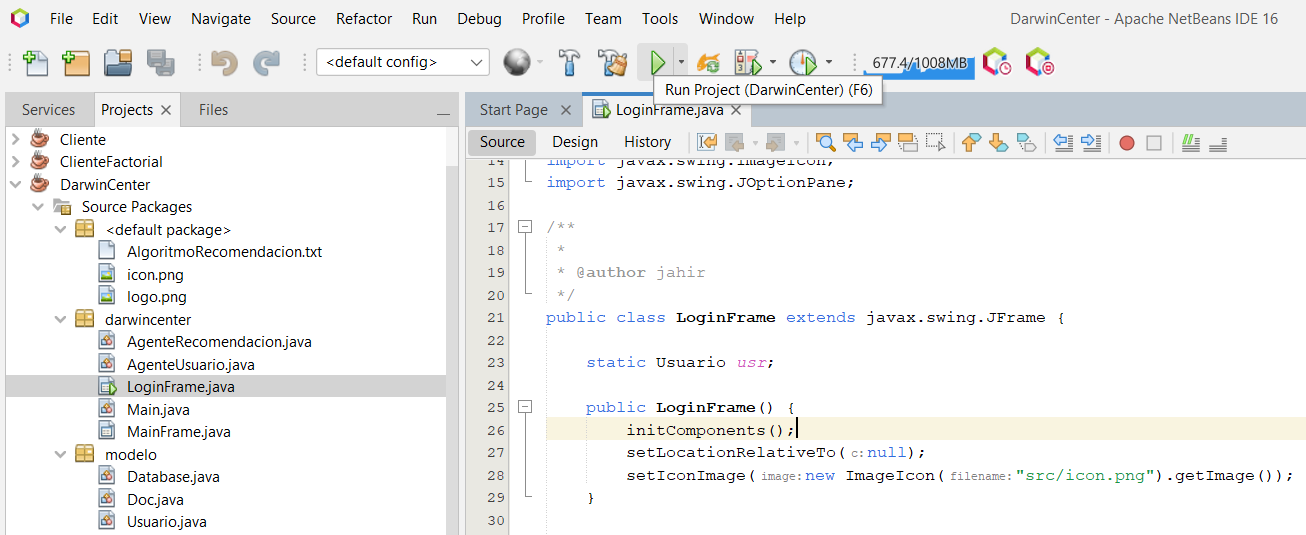 File Edit View Navigate Source Refactor Run Debug Profile Team Tools Window Help DarwinCenter - Apache NetBeans IDE 16
<default config> 677.4/1008MB
Run Project (DarwinCenter) (F6)
Services Projects Files
Cliente
ClienteFactorial
DarwinCenter
Source Packages
<default package>
AlgoritmoRecomendacion.txt
icon.png
logo.png
darwincenter
AgenteRecomendacion.java
AgenteUsuario.java
LoginFrame.java
Main.java
MainFrame.java
modelo
Database.java
Doc.java
Usuario.java
Start Page LoginFrame.java
Source Design History
14 import javax.swing.ImageIcon;
15 import javax.swing.JOptionPane;
16
17 /**
18 *
19 * @author jahir
20 */
21 public class LoginFrame extends javax.swing.JFrame {
22
23 static Usuario usr;
24
25 public LoginFrame() {
26 initComponents();
27 setLocationRelativeTo(c:null);
28 setIconImage(image:new ImageIcon(filename:"src/icon.png").getImage());
29 }
30